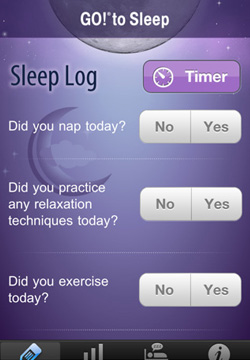 GO!® to Sleep
Sleep Log
Timer
Did you nap today?
No Yes
Did you practice
any relaxation
techniques today?
No Yes
Did you exercise
today?
No Yes